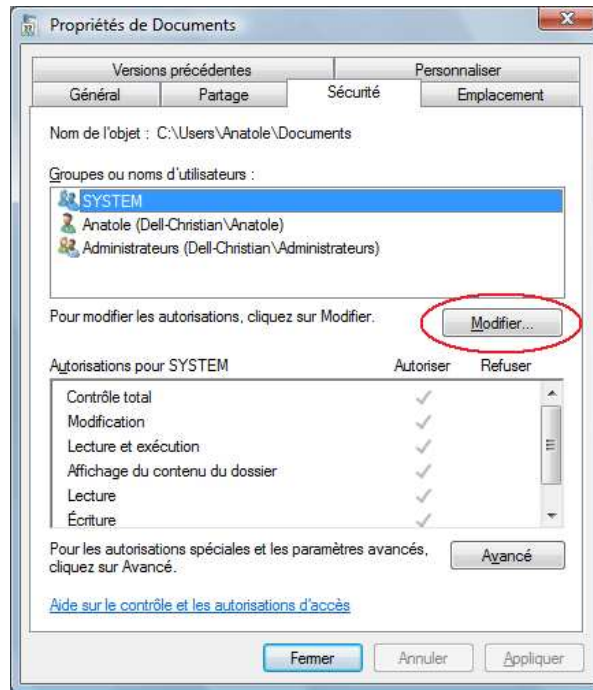 Propriétés de Documents
Versions précédentes
Personnaliser
Général
Partage
Sécurité
Emplacement
Nom de l'objet : C:\Users\Anatole\Documents
Groupes ou noms d'utilisateurs :
SYSTEM
Anatole (Dell-Christian\Anatole)
Administrateurs (Dell-Christian\Administrateurs)
Pour modifier les autorisations, cliquez sur Modifier.
Modifier...
Autorisations pour SYSTEM
Autoriser
Refuser
Contrôle total
Modification
Lecture et exécution
Affichage du contenu du dossier
Lecture
Écriture
Pour les autorisations spéciales et les paramètres avancés,
cliquez sur Avancé.
Avancé
Aide sur le contrôle et les autorisations d'accès
Fermer
Annuler
Appliquer